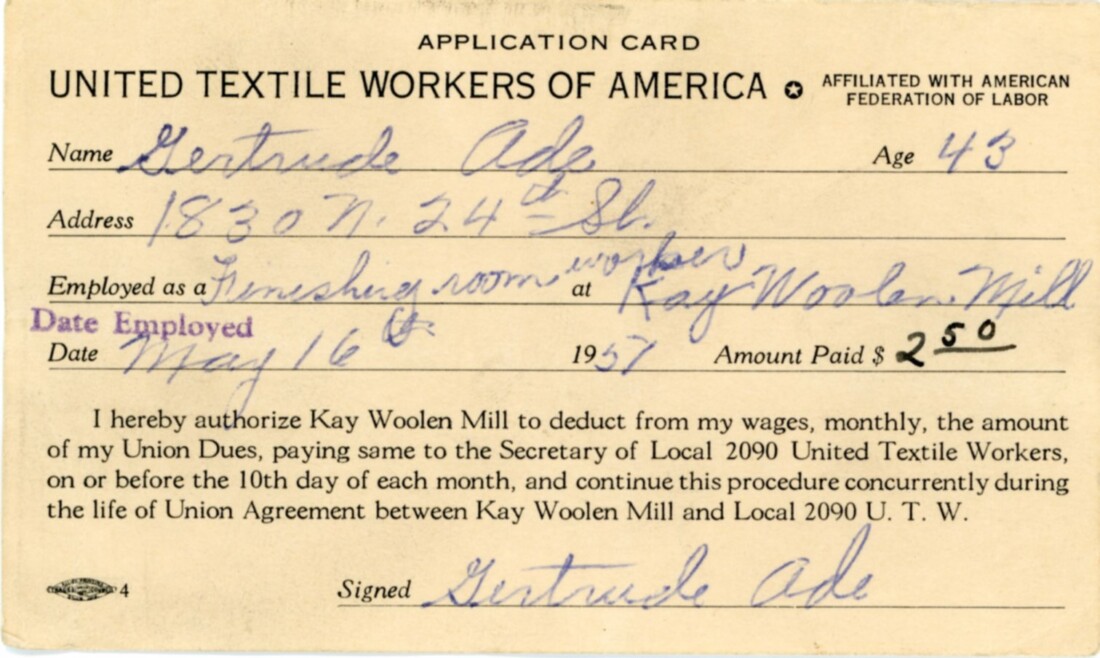 APPLICATION CARD
UNITED TEXTILE WORKERS OF AMERICA ✪ AFFILIATED WITH AMERICAN FEDERATION OF LABOR
Name Gertrude Ade Age 43
Address 1830 N. 24th St.
Employed as a Finishing room worker at Kay Woolen Mill
Date Employed
Date May 16th 1951 Amount Paid $ 2 50
I hereby authorize Kay Woolen Mill to deduct from my wages, monthly, the amount
of my Union Dues, paying same to the Secretary of Local 2090 United Textile Workers,
on or before the 10th day of each month, and continue this procedure concurrently during
the life of Union Agreement between Kay Woolen Mill and Local 2090 U. T. W.
4 Signed Gertrude Ade